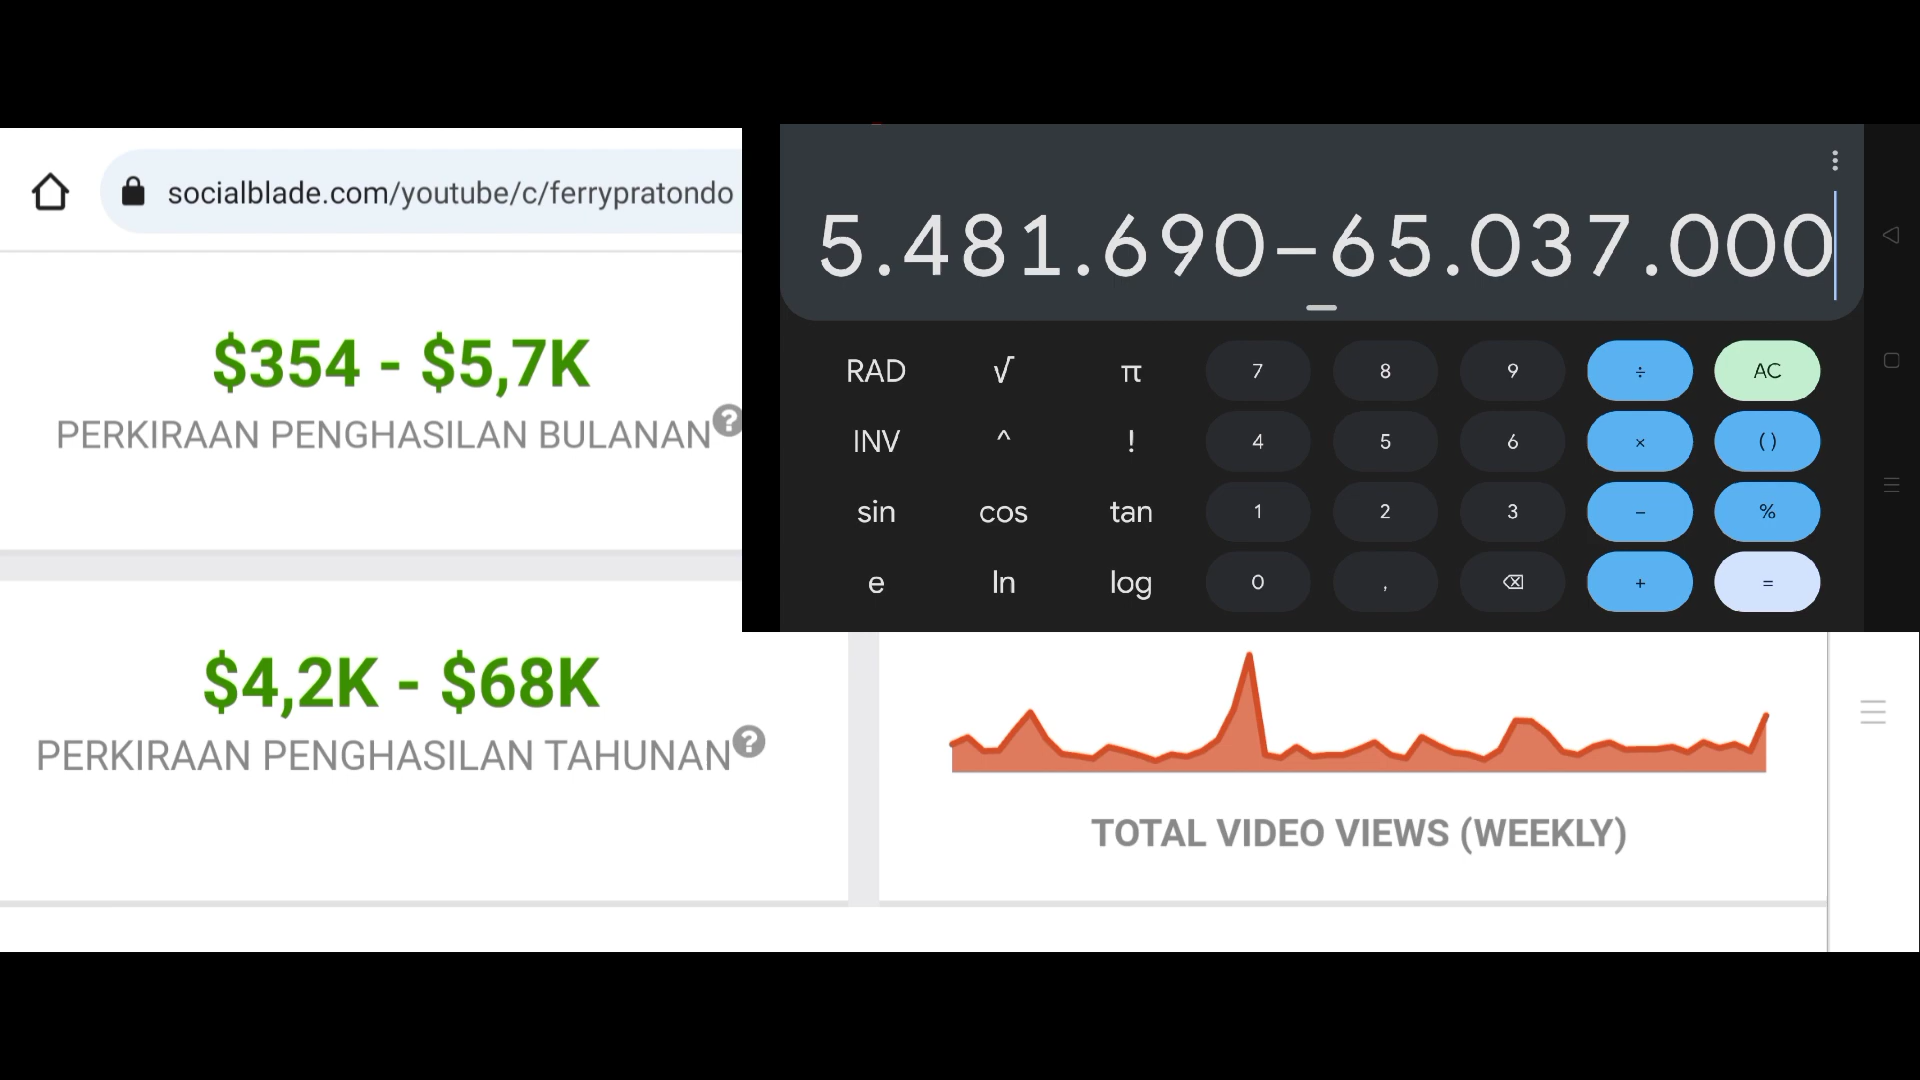 socialblade.com/youtube/c/ferrypratondo
$354 - $5,7K
PERKIRAAN PENGHASILAN BULANAN ?
$4,2K - $68K
PERKIRAAN PENGHASILAN TAHUNAN ?
5.481.690–65.037.000
RAD √ π 7 8 9 ÷ AC
INV ^ ! 4 5 6 × ( )
sin cos tan 1 2 3 – %
e ln log 0 , + =
TOTAL VIDEO VIEWS (WEEKLY)